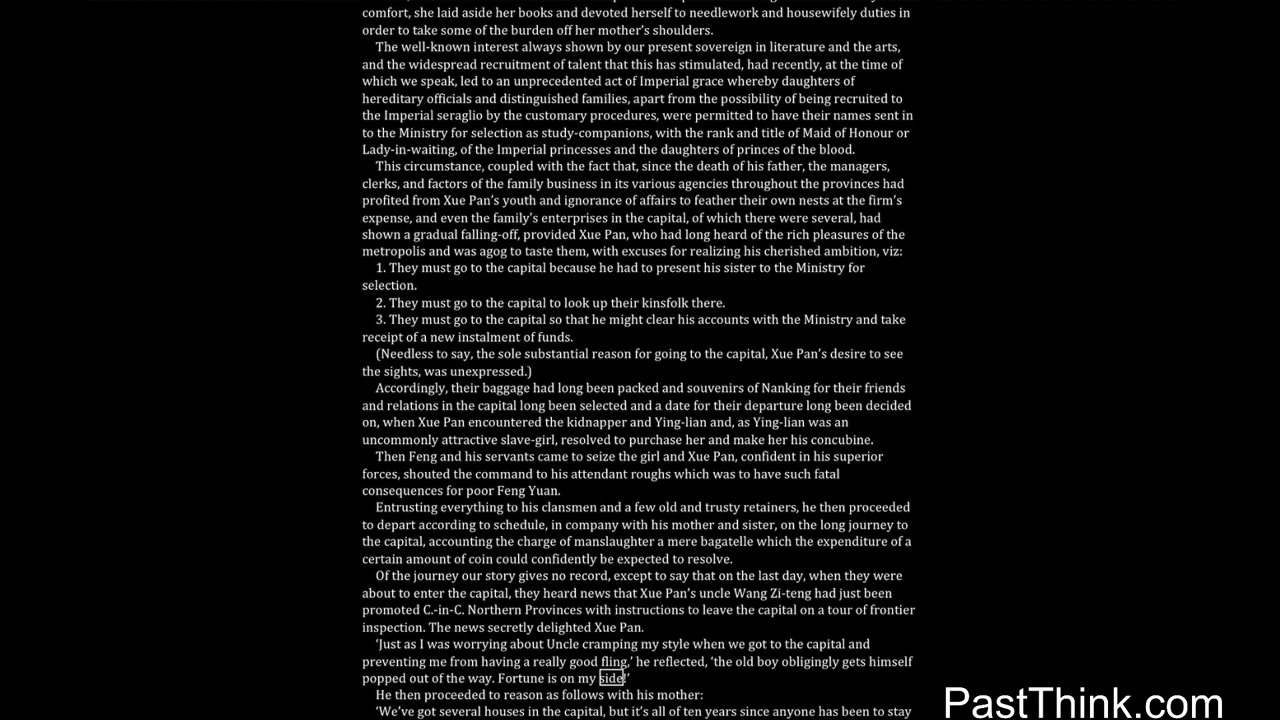 comfort, she laid aside her books and devoted herself to needlework and housewifely duties in
order to take some of the burden off her mother's shoulders.
The well-known interest always shown by our present sovereign in literature and the arts,
and the widespread recruitment of talent that this has stimulated, had recently, at the time of
which we speak, led to an unprecedented act of Imperial grace whereby daughters of
hereditary officials and distinguished families, apart from the possibility of being recruited to
the Imperial seraglio by the customary procedures, were permitted to have their names sent in
to the Ministry for selection as study-companions, with the rank and title of Maid of Honour or
Lady-in-waiting, of the Imperial princesses and the daughters of princes of the blood.
This circumstance, coupled with the fact that, since the death of his father, the managers,
clerks, and factors of the family business in its various agencies throughout the provinces had
profited from Xue Pan's youth and ignorance of affairs to feather their own nests at the firm's
expense, and even the family's enterprises in the capital, of which there were several, had
shown a gradual falling-off, provided Xue Pan, who had long heard of the rich pleasures of the
metropolis and was agog to taste them, with excuses for realizing his cherished ambition, viz:
1. They must go to the capital because he had to present his sister to the Ministry for
selection.
2. They must go to the capital to look up their kinsfolk there.
3. They must go to the capital so that he might clear his accounts with the Ministry and take
receipt of a new instalment of funds.
(Needless to say, the sole substantial reason for going to the capital, Xue Pan's desire to see
the sights, was unexpressed.)
Accordingly, their baggage had long been packed and souvenirs of Nanking for their friends
and relations in the capital long been selected and a date for their departure long been decided
on, when Xue Pan encountered the kidnapper and Ying-lian and, as Ying-lian was an
uncommonly attractive slave-girl, resolved to purchase her and make her his concubine.
Then Feng and his servants came to seize the girl and Xue Pan, confident in his superior
forces, shouted the command to his attendant roughs which was to have such fatal
consequences for poor Feng Yuan.
Entrusting everything to his clansmen and a few old and trusty retainers, he then proceeded
to depart according to schedule, in company with his mother and sister, on the long journey to
the capital, accounting the charge of manslaughter a mere bagatelle which the expenditure of a
certain amount of coin could confidently be expected to resolve.
Of the journey our story gives no record, except to say that on the last day, when they were
about to enter the capital, they heard news that Xue Pan's uncle Wang Zi-teng had just been
promoted C.-in-C. Northern Provinces with instructions to leave the capital on a tour of frontier
inspection. The news secretly delighted Xue Pan.
‘Just as I was worrying about Uncle cramping my style when we got to the capital and
preventing me from having a really good fling,’ he reflected, ‘the old boy obligingly gets himself
popped out of the way. Fortune is on my side!’
He then proceeded to reason as follows with his mother:
‘We've got several houses in the capital, but it's all of ten years since anyone has been to stay
PastThink.com